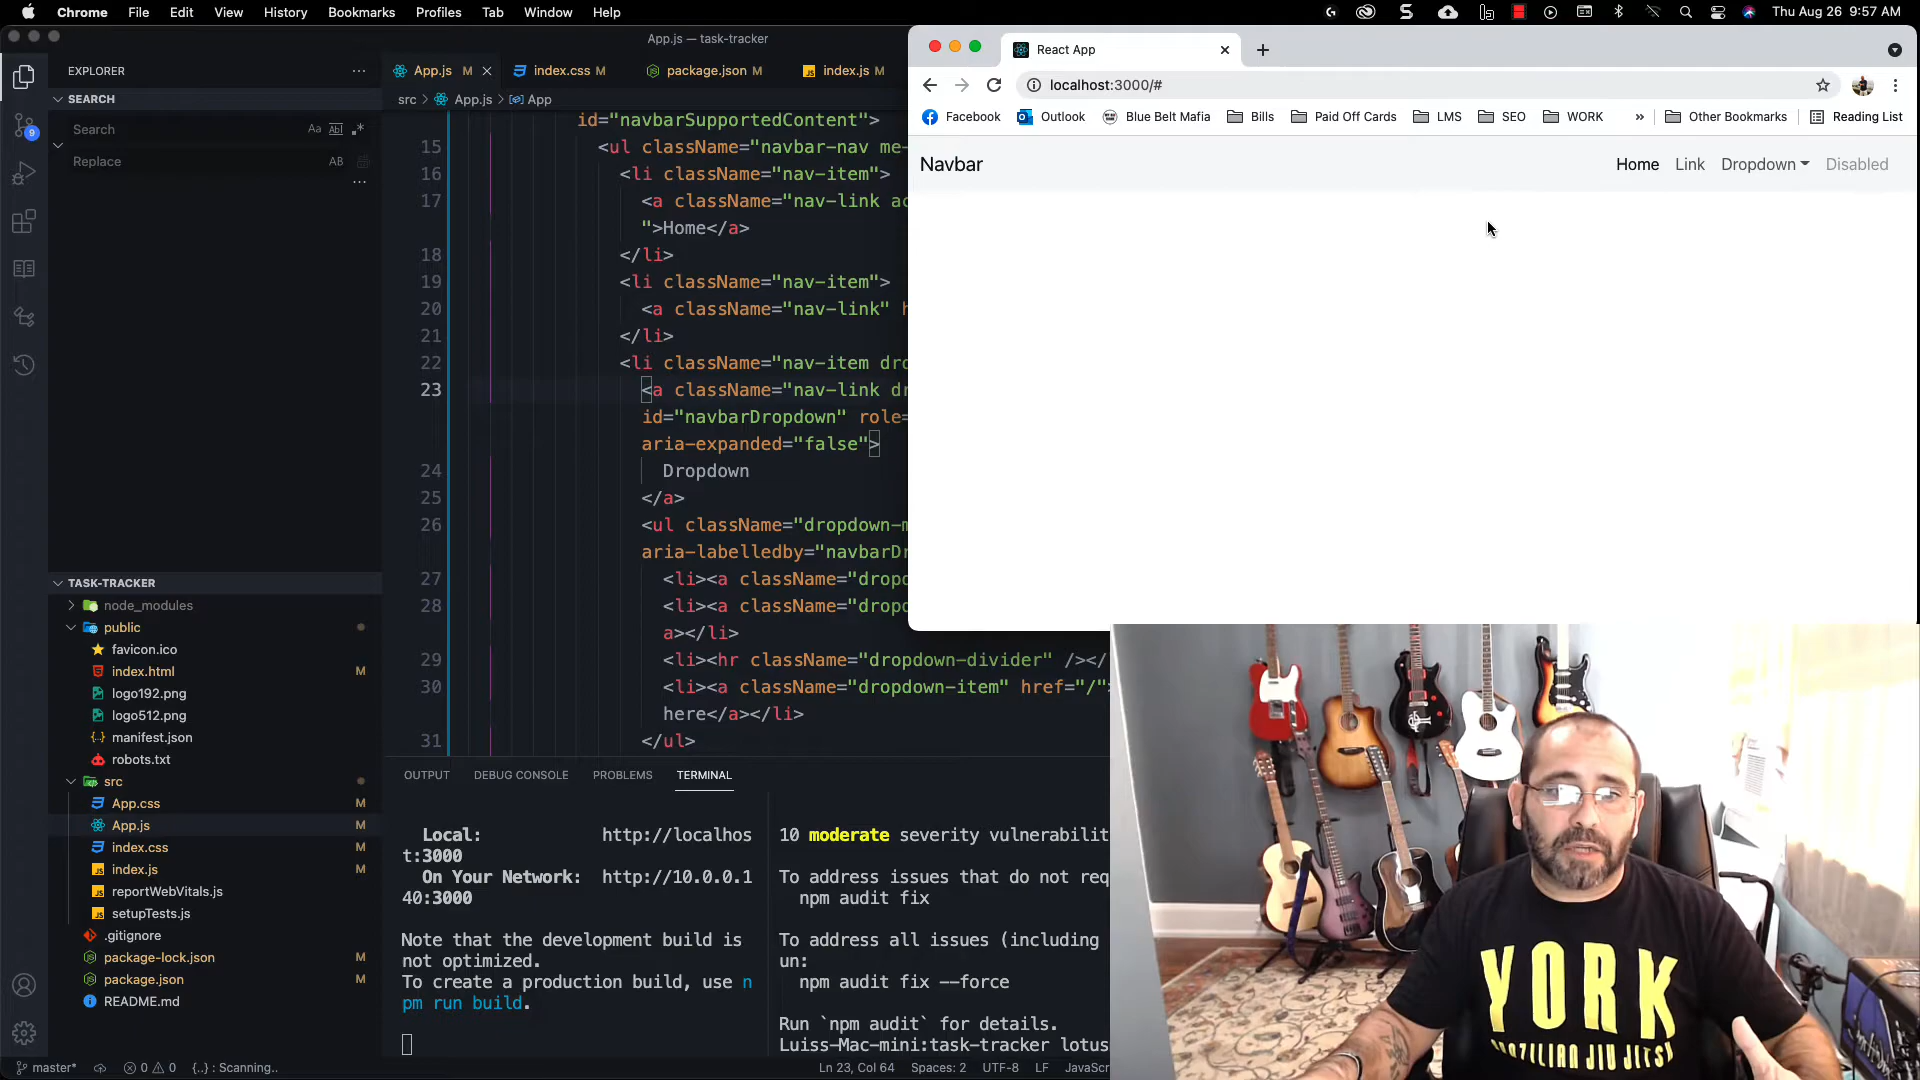 Chrome File Edit View History Bookmarks Profiles Tab Window Help
Thu Aug 26 9:57 AM
App.js — task-tracker
EXPLORER
SEARCH
Search
Aa Ab
Replace
AB
9
App.js M
index.css M
package.json M
index.js M
src > App.js > App
id="navbarSupportedContent">
15 <ul className="navbar-nav me-
16 <li className="nav-item">
17 <a className="nav-link ac
">Home</a>
18 </li>
19 <li className="nav-item">
20 <a className="nav-link" h
21 </li>
22 <li className="nav-item dro
23 <a className="nav-link dr
id="navbarDropdown" role=
aria-expanded="false">
24 Dropdown
25 </a>
26 <ul className="dropdown-m
aria-labelledby="navbarDr
27 <li><a className="dropd
28 <li><a className="dropd
a></li>
29 <li><hr className="dropdown-divider" /></
30 <li><a className="dropdown-item" href="/">
here</a></li>
31 </ul>
React App
localhost:3000/#
Facebook Outlook Blue Belt Mafia Bills Paid Off Cards LMS SEO WORK » Other Bookmarks Reading List
Navbar
Home Link Dropdown Disabled
TASK-TRACKER
node_modules
public
favicon.ico
index.html M
logo192.png
logo512.png
manifest.json
robots.txt
src
App.css M
App.js M
index.css M
index.js M
reportWebVitals.js
setupTests.js
.gitignore
package-lock.json M
package.json M
README.md
OUTPUT DEBUG CONSOLE PROBLEMS TERMINAL
Local: http://localhos
t:3000
On Your Network: http://10.0.0.1
40:3000
Note that the development build is
not optimized.
To create a production build, use n
pm run build.
10 moderate severity vulnerabilit
To address issues that do not req
npm audit fix
To address all issues (including
un:
npm audit fix --force
Run `npm audit` for details.
Luiss-Mac-mini:task-tracker lotus
master* 0 0 {..} : Scanning..
Ln 23, Col 64 Spaces: 2 UTF-8 LF JavaScr
YORK
BRAZILIAN JIU JITSU